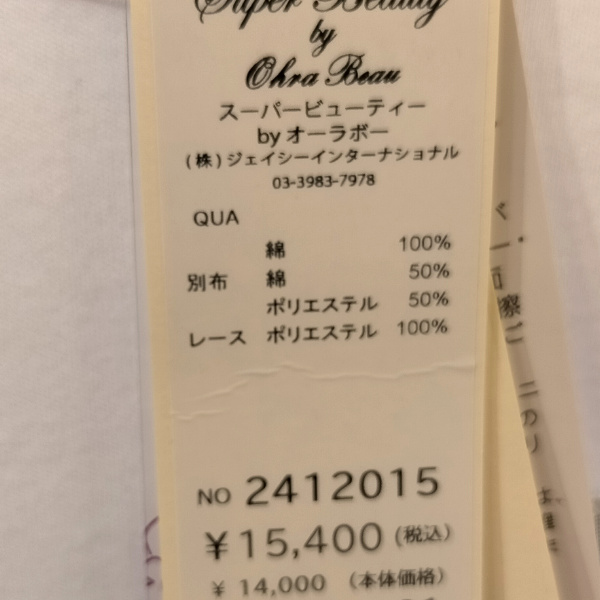 Super Beauty
by
Ohra Beau
スーパービューティー
by オーラボー
(株)ジェイシーインターナショナル
03-3983-7978
QUA
綿 100%
別布 綿 50%
ポリエステル 50%
レース ポリエステル 100%
NO 2412015
¥15,400 (税込)
¥ 14,000 (本体価格)